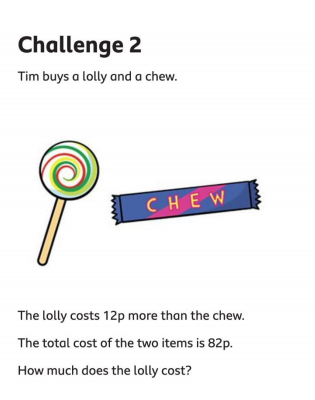 Challenge 2
Tim buys a lolly and a chew.
CHEW
The lolly costs 12p more than the chew.
The total cost of the two items is 82p.
How much does the lolly cost?